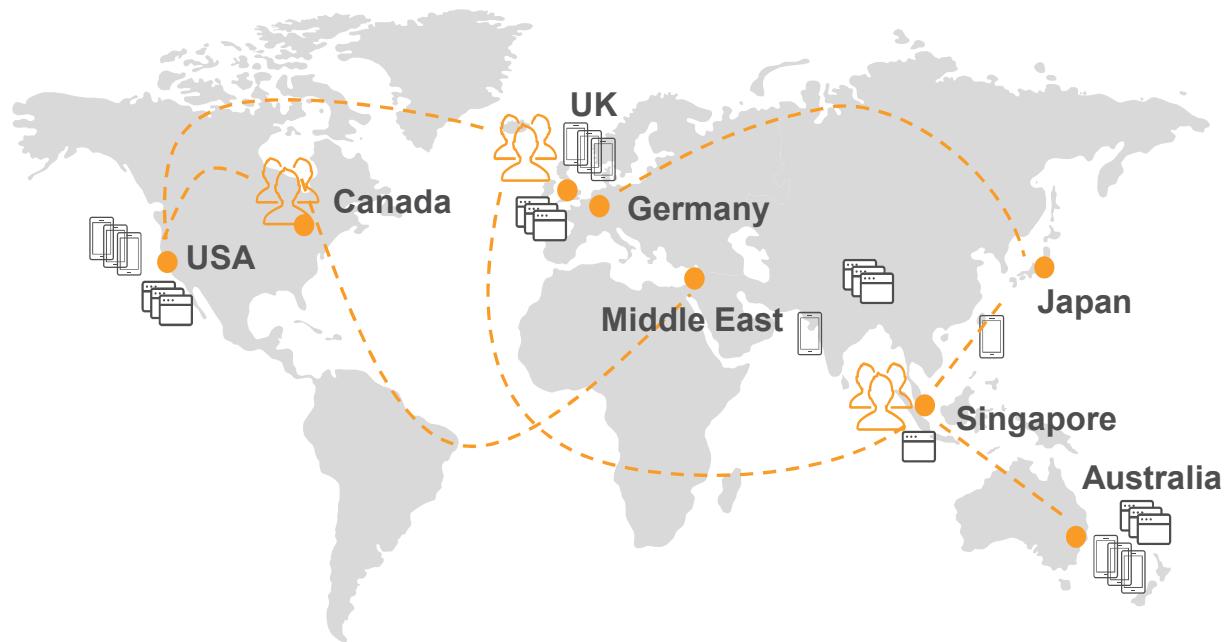 UK
Canada
Germany
USA
Middle East
Japan
Singapore
Australia